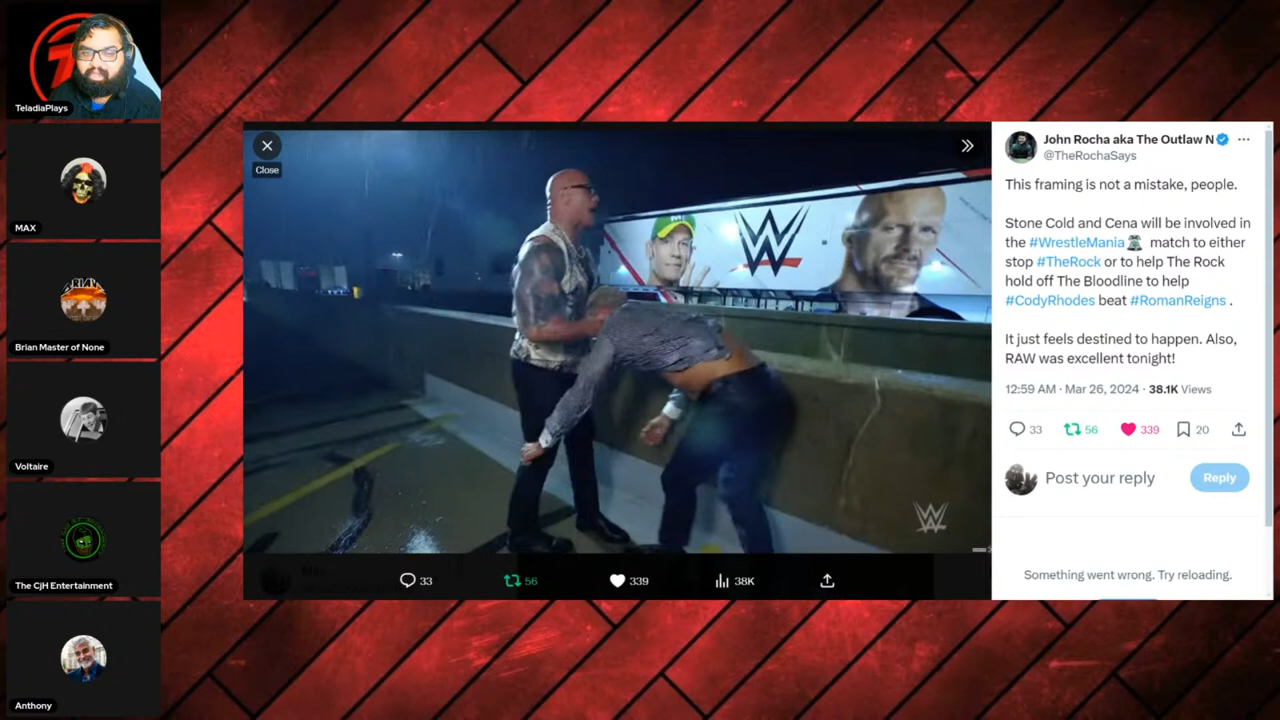 TeladiaPlays
MAX
BRIAN
Brian Master of None
Voltaire
The CjH Entertainment
Anthony
Close
W
W
33
56
339
38K
John Rocha aka The Outlaw N
@TheRochaSays
This framing is not a mistake, people.
Stone Cold and Cena will be involved in
the #WrestleMania match to either
stop #TheRock or to help The Rock
hold off The Bloodline to help
#CodyRhodes beat #RomanReigns .
It just feels destined to happen. Also,
RAW was excellent tonight!
12:59 AM · Mar 26, 2024 · 38.1K Views
33 56 339 20
Post your reply Reply
Something went wrong. Try reloading.